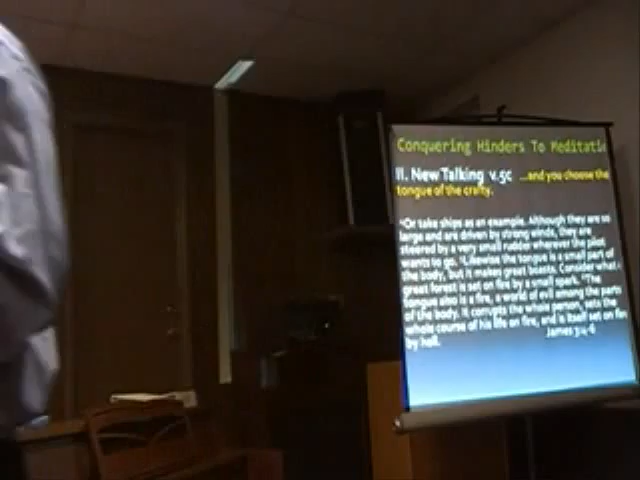 Conquering Hinders To Meditatio
II. New Talking v.5c ...and you choose the
tongue of the crafty.
"Or take ships as an example. Although they are so
large and are driven by strong winds, they are
steered by a very small rudder wherever the pilot
wants to go. "Likewise the tongue is a small part of
the body, but it makes great boasts. Consider what a
great forest is set on fire by a small spark. "The
tongue also is a fire, a world of evil among the parts
of the body. It corrupts the whole person, sets the
whole course of his life on fire, and is itself set on fire
by hell.
James 3:4-6